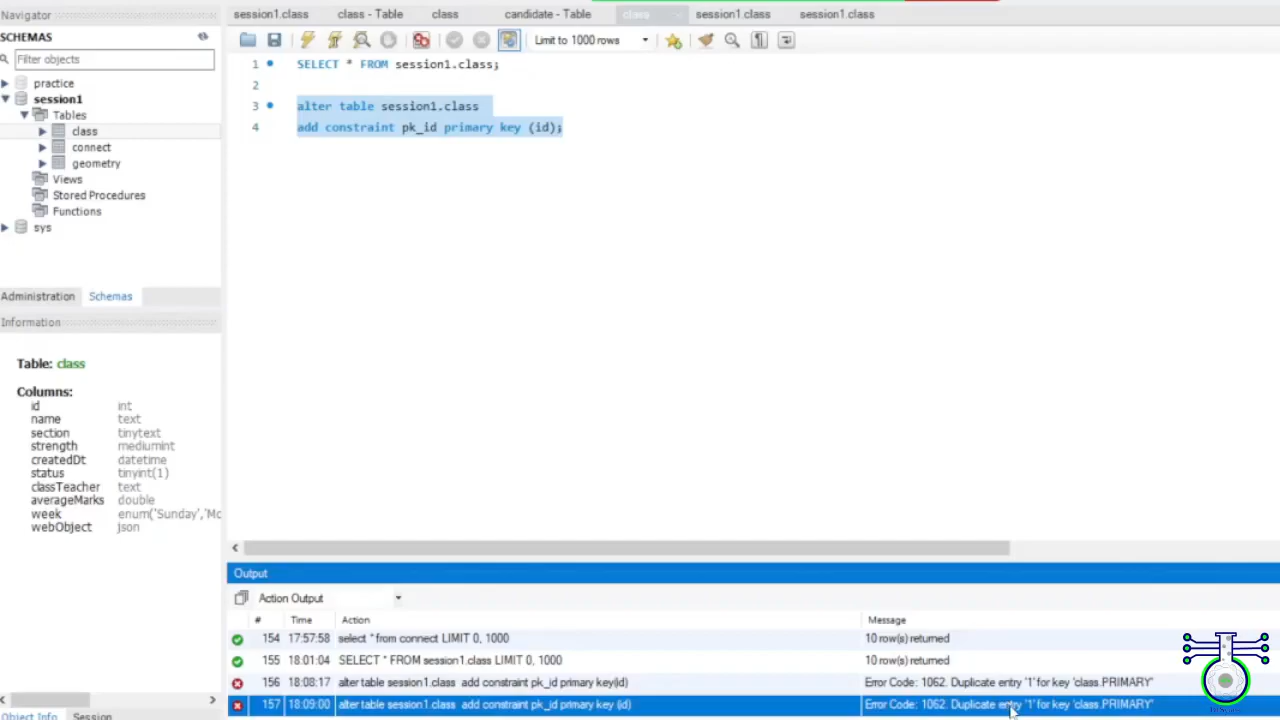 Navigator
session1.class
class - Table
class
candidate - Table
class
session1.class
session1.class
SCHEMAS
Limit to 1000 rows
Filter objects
1 SELECT * FROM session1.class;
2
3 alter table session1.class
4 add constraint pk_id primary key (id);
practice
session1
Tables
class
connect
geometry
Views
Stored Procedures
Functions
sys
Administration Schemas
Information
Table: class
Columns:
id int
name text
section tinytext
strength mediumint
createdDt datetime
status tinyint(1)
classTeacher text
averageMarks double
week enum('Sunday','Mc
webObject json
Object Info Session
Output
Action Output
# Time Action Message
154 17:57:58 select * from connect LIMIT 0, 1000 10 row(s) returned
155 18:01:04 SELECT * FROM session1.class LIMIT 0, 1000 10 row(s) returned
156 18:08:17 alter table session1.class add constraint pk_id primary key(id) Error Code: 1062. Duplicate entry '1' for key 'class.PRIMARY'
157 18:09:00 alter table session1.class add constraint pk_id primary key (id) Error Code: 1062. Duplicate entry '1' for key 'class.PRIMARY'